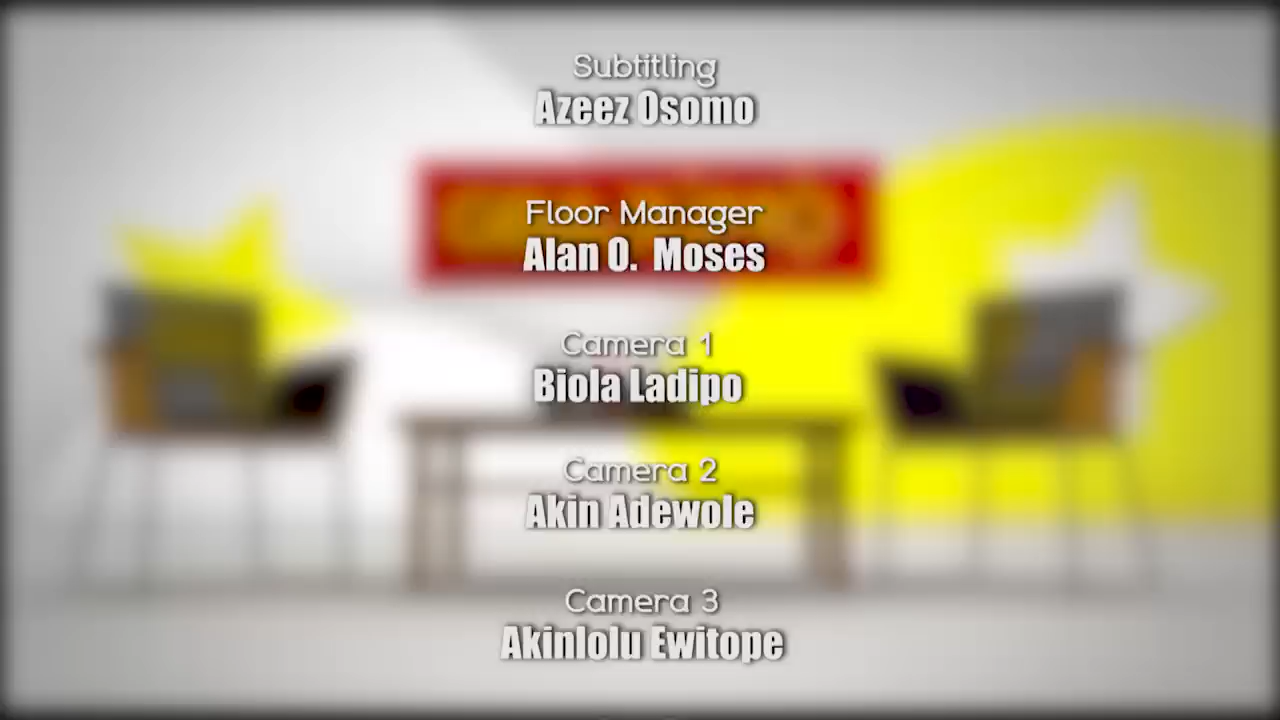 Subtitling
Azeez Osomo
Floor Manager
Alan O. Moses
Camera 1
Biola Ladipo
Camera 2
Akin Adewole
Camera 3
Akinlolu Ewitope